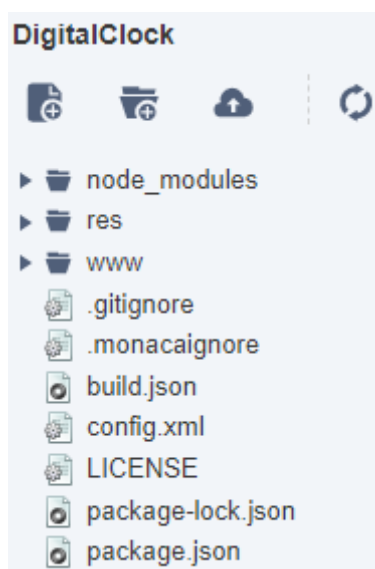 DigitalClock
node_modules
res
www
.gitignore
.monacaignore
build.json
config.xml
LICENSE
package-lock.json
package.json